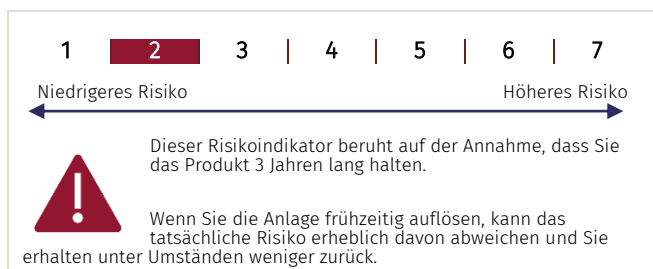 1 2 3 4 5 6 7
Niedrigeres Risiko Höheres Risiko
Dieser Risikoindikator beruht auf der Annahme, dass Sie
das Produkt 3 Jahren lang halten.
Wenn Sie die Anlage frühzeitig auflösen, kann das
tatsächliche Risiko erheblich davon abweichen und Sie
erhalten unter Umständen weniger zurück.